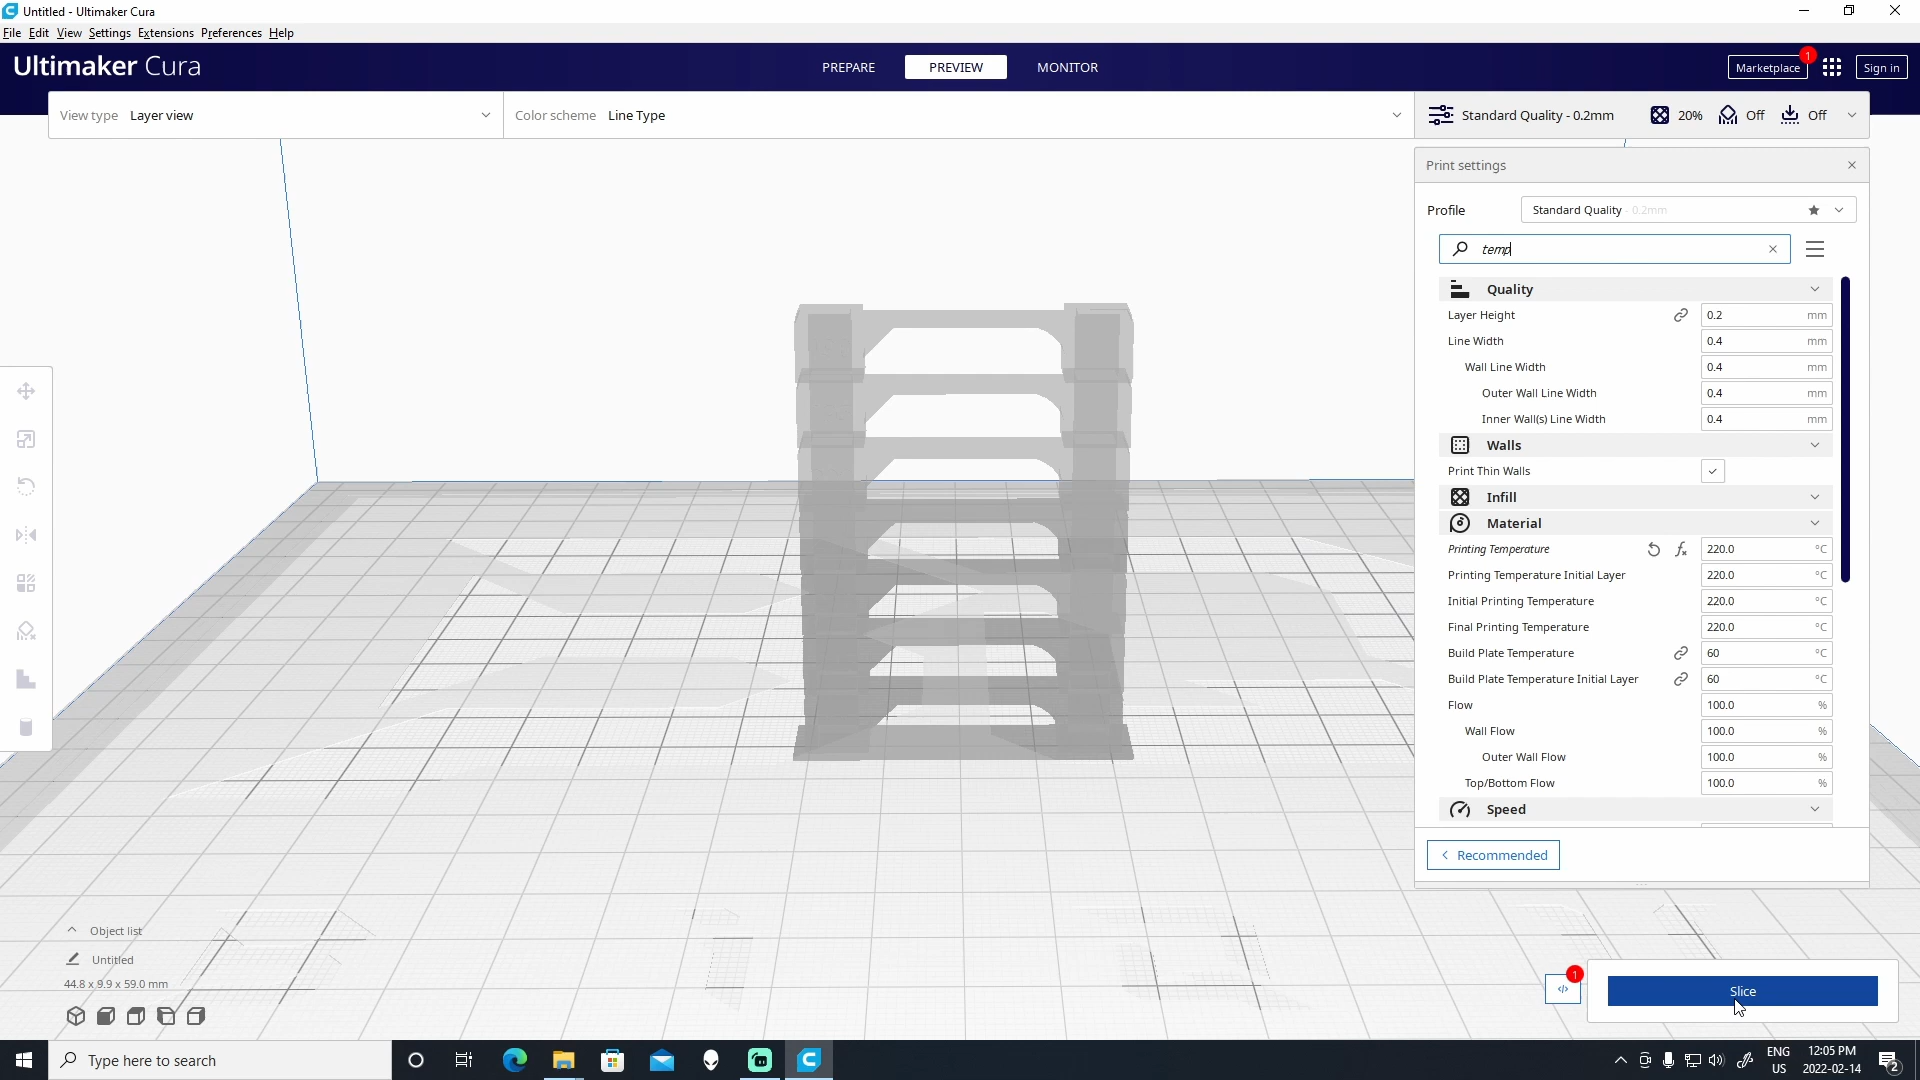 Untitled - Ultimaker Cura
File Edit View Settings Extensions Preferences Help
Ultimaker Cura
PREPARE PREVIEW MONITOR
Marketplace 1 Sign in
View type Layer view
Color scheme Line Type
Standard Quality - 0.2mm 20% Off Off
Print settings
Profile Standard Quality - 0.2mm
temp
Quality
Layer Height 0.2 mm
Line Width 0.4 mm
Wall Line Width 0.4 mm
Outer Wall Line Width 0.4 mm
Inner Wall(s) Line Width 0.4 mm
Walls
Print Thin Walls
Infill
Material
Printing Temperature 220.0 °C
Printing Temperature Initial Layer 220.0 °C
Initial Printing Temperature 220.0 °C
Final Printing Temperature 220.0 °C
Build Plate Temperature 60 °C
Build Plate Temperature Initial Layer 60 °C
Flow 100.0 %
Wall Flow 100.0 %
Outer Wall Flow 100.0 %
Top/Bottom Flow 100.0 %
Speed
Recommended
Object list
Untitled
44.8 x 9.9 x 59.0 mm
1
Slice
Type here to search
ENG
US
12:05 PM
2022-02-14
2